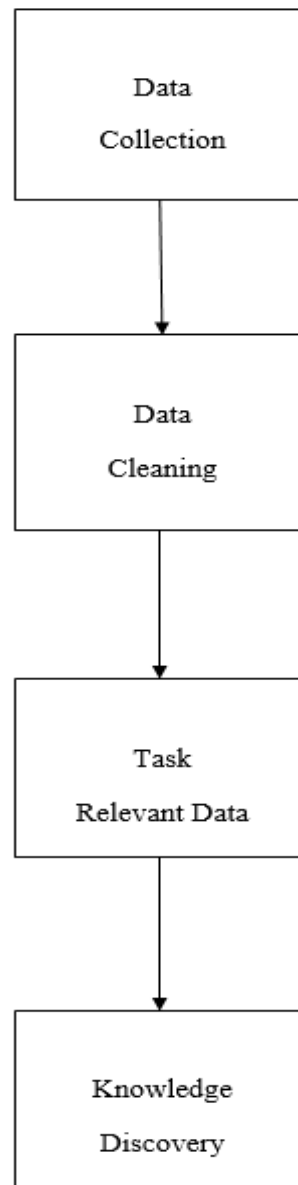 Data
Collection
Data
Cleaning
Task
Relevant Data
Knowledge
Discovery